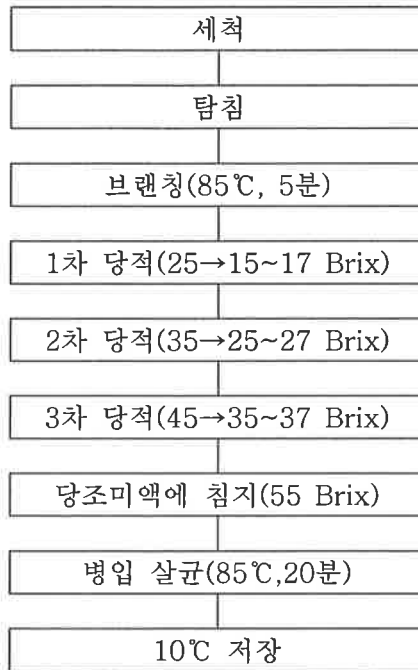 세척
탐침
브랜칭(85℃, 5분)
1차 당적(25→15~17 Brix)
2차 당적(35→25~27 Brix)
3차 당적(45→35~37 Brix)
당조미액에 침지(55 Brix)
병입 살균(85℃,20분)
10℃ 저장